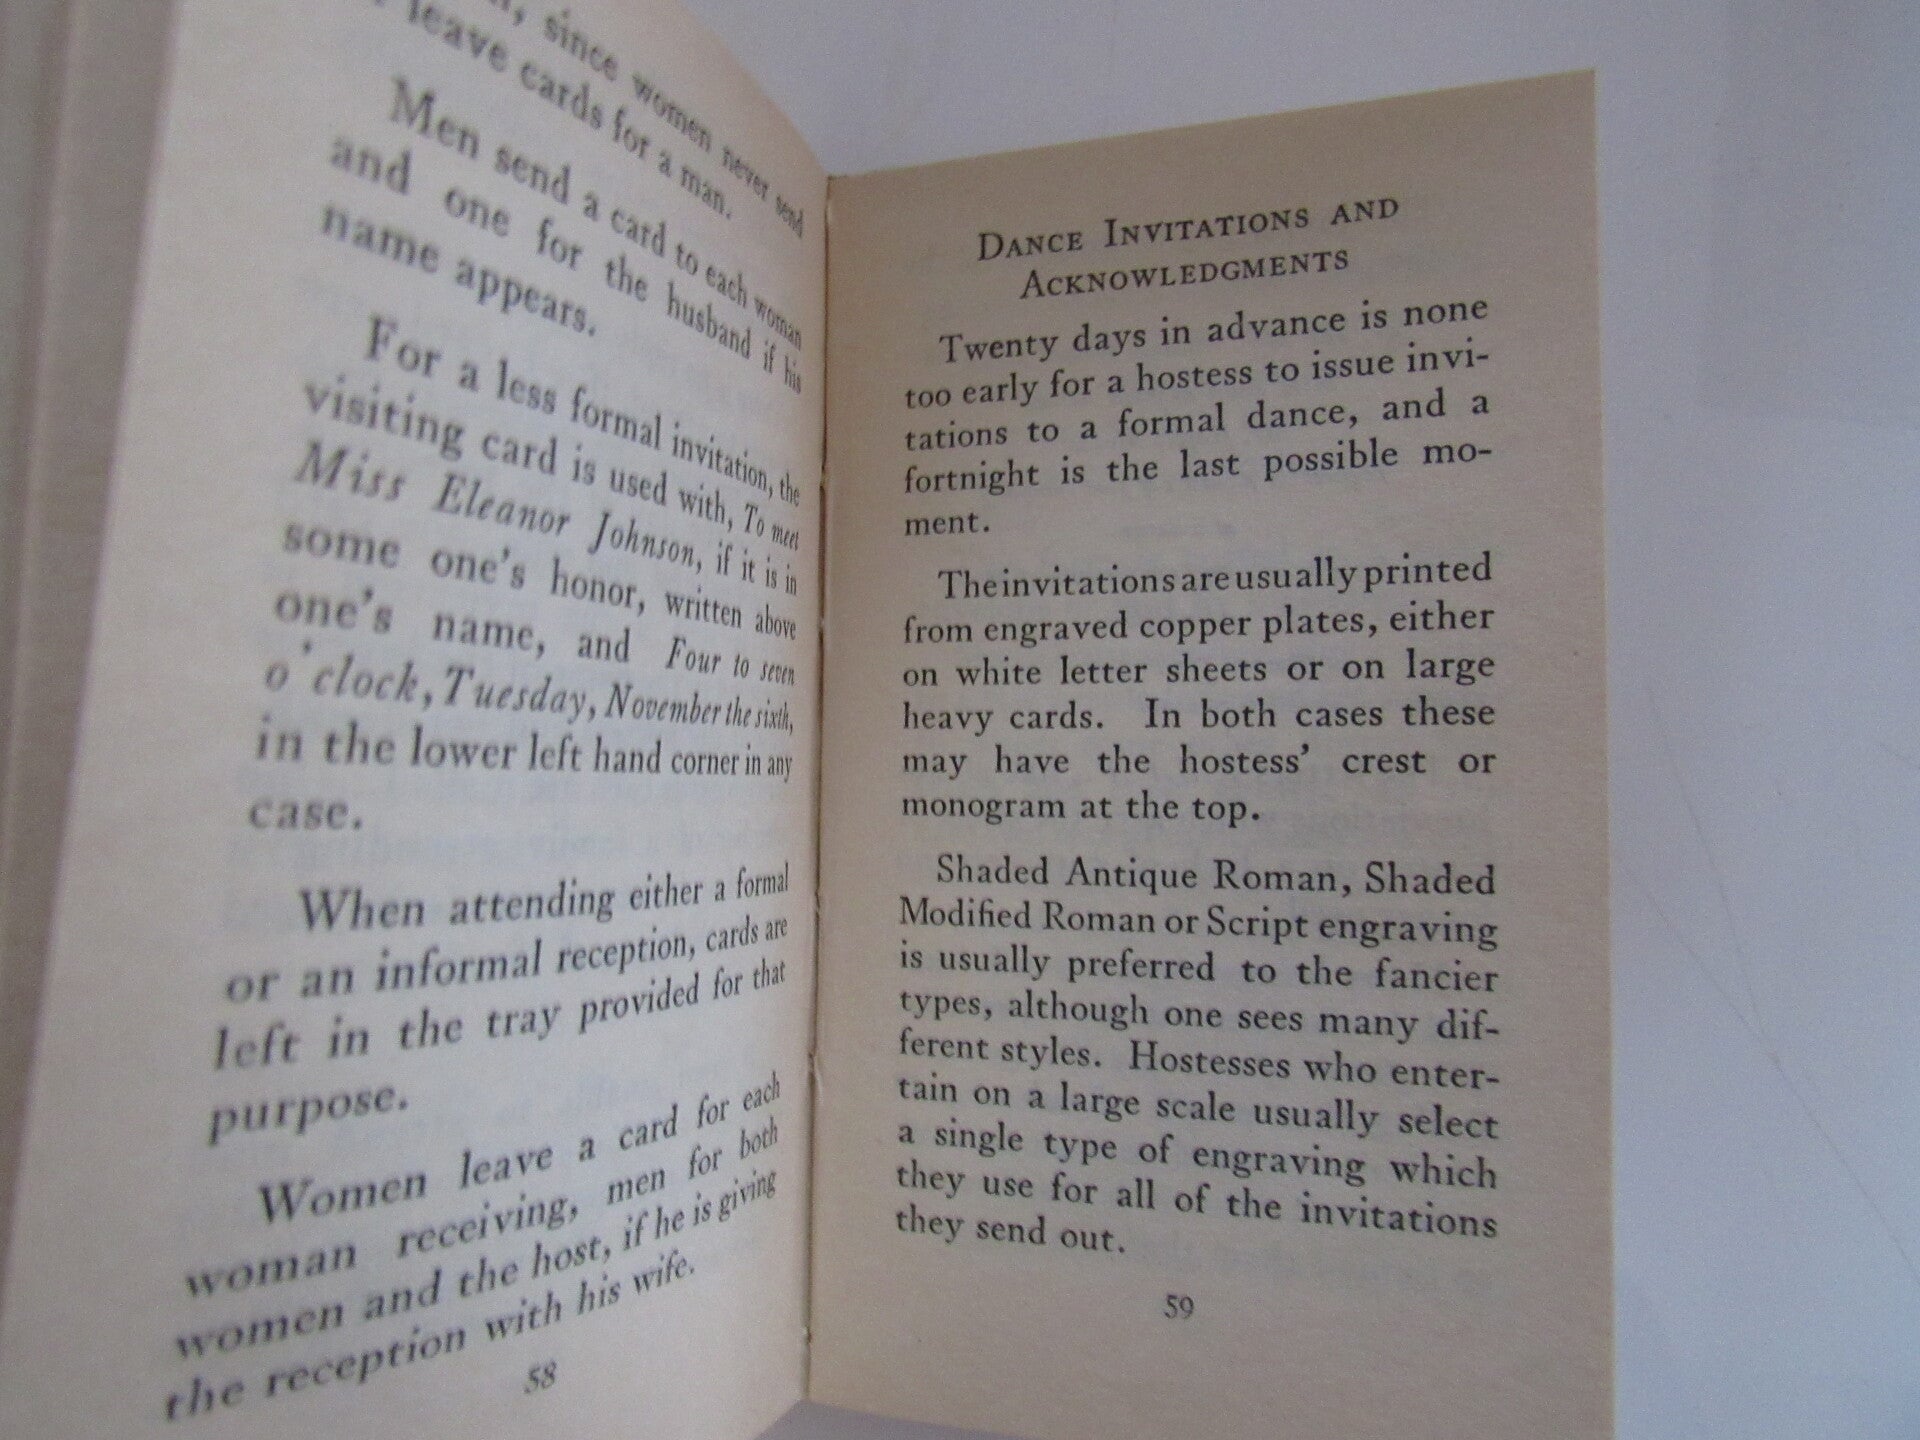 since women never send
leave cards for a man.
Men send a card to each woman
and one for the husband if his
name appears.
For a less formal invitation, the
visiting card is used with, To meet
Miss Eleanor Johnson, if it is in
some one's honor, written above
one's name, and Four to seven
o'clock, Tuesday, November the sixth,
in the lower left hand corner in any
case.
When attending either a formal
or an informal reception, cards are
left in the tray provided for that
purpose.
Women leave a card for each
woman receiving, men for both
women and the host, if he is giving
the reception with his wife.
58
DANCE INVITATIONS AND
ACKNOWLEDGMENTS
Twenty days in advance is none
too early for a hostess to issue invi-
tations to a formal dance, and a
fortnight is the last possible mo-
ment.
The invitations are usually printed
from engraved copper plates, either
on white letter sheets or on large
heavy cards. In both cases these
may have the hostess' crest or
monogram at the top.
Shaded Antique Roman, Shaded
Modified Roman or Script engraving
is usually preferred to the fancier
types, although one sees many dif-
ferent styles. Hostesses who enter-
tain on a large scale usually select
a single type of engraving which
they use for all of the invitations
they send out.
59